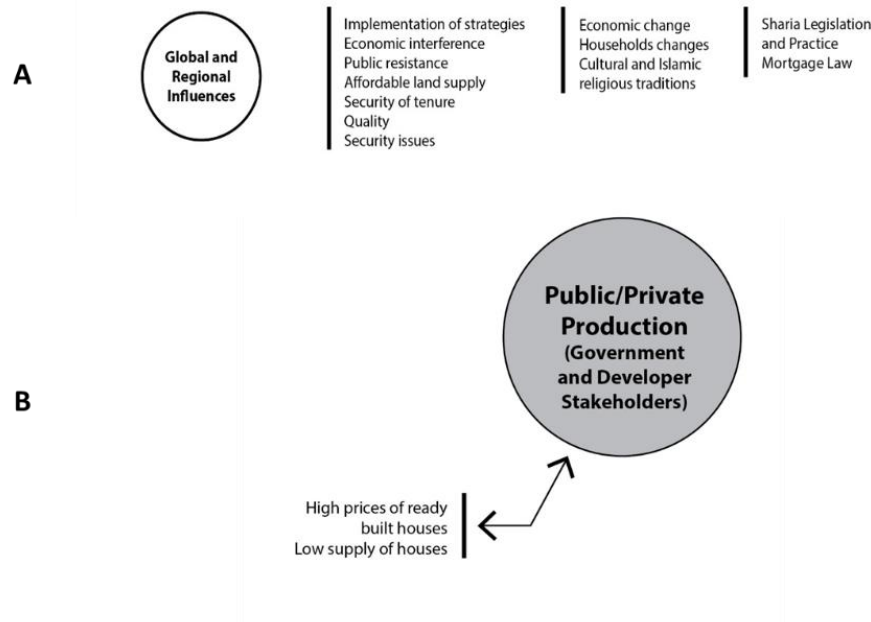 A
Global and
Regional
Influences
Implementation of strategies
Economic interference
Public resistance
Affordable land supply
Security of tenure
Quality
Security issues
Economic change
Households changes
Cultural and Islamic
religious traditions
Sharia Legislation
and Practice
Mortgage Law
B
Public/Private
Production
(Government
and Developer
Stakeholders)
High prices of ready
built houses
Low supply of houses